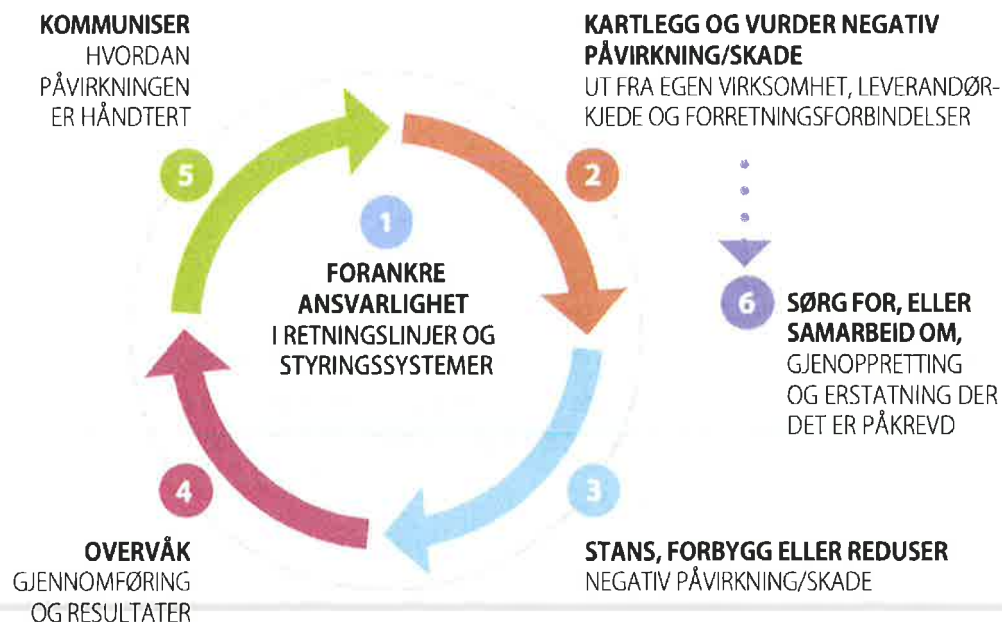 KOMMUNISER
HVORDAN
PÅVIRKNINGEN
ER HÅNDTERT
5
KARTLEGG OG VURDER NEGATIV
PÅVIRKNING/SKADE
UT FRA EGEN VIRKSOMHET, LEVERANDØR-
KJEDE OG FORRETNINGSFORBINDELSER
2
1
FORANKRE
ANSVARLIGHET
I RETNINGSLINJER OG
STYRINGSSYSTEMER
6
SØRG FOR, ELLER
SAMARBEID OM,
GJENOPPRETTING
OG ERSTATNING DER
DET ER PÅKREVD
4
OVERVÅK
GJENNOMFØRING
OG RESULTATER
3
STANS, FORBYGG ELLER REDUSER
NEGATIV PÅVIRKNING/SKADE